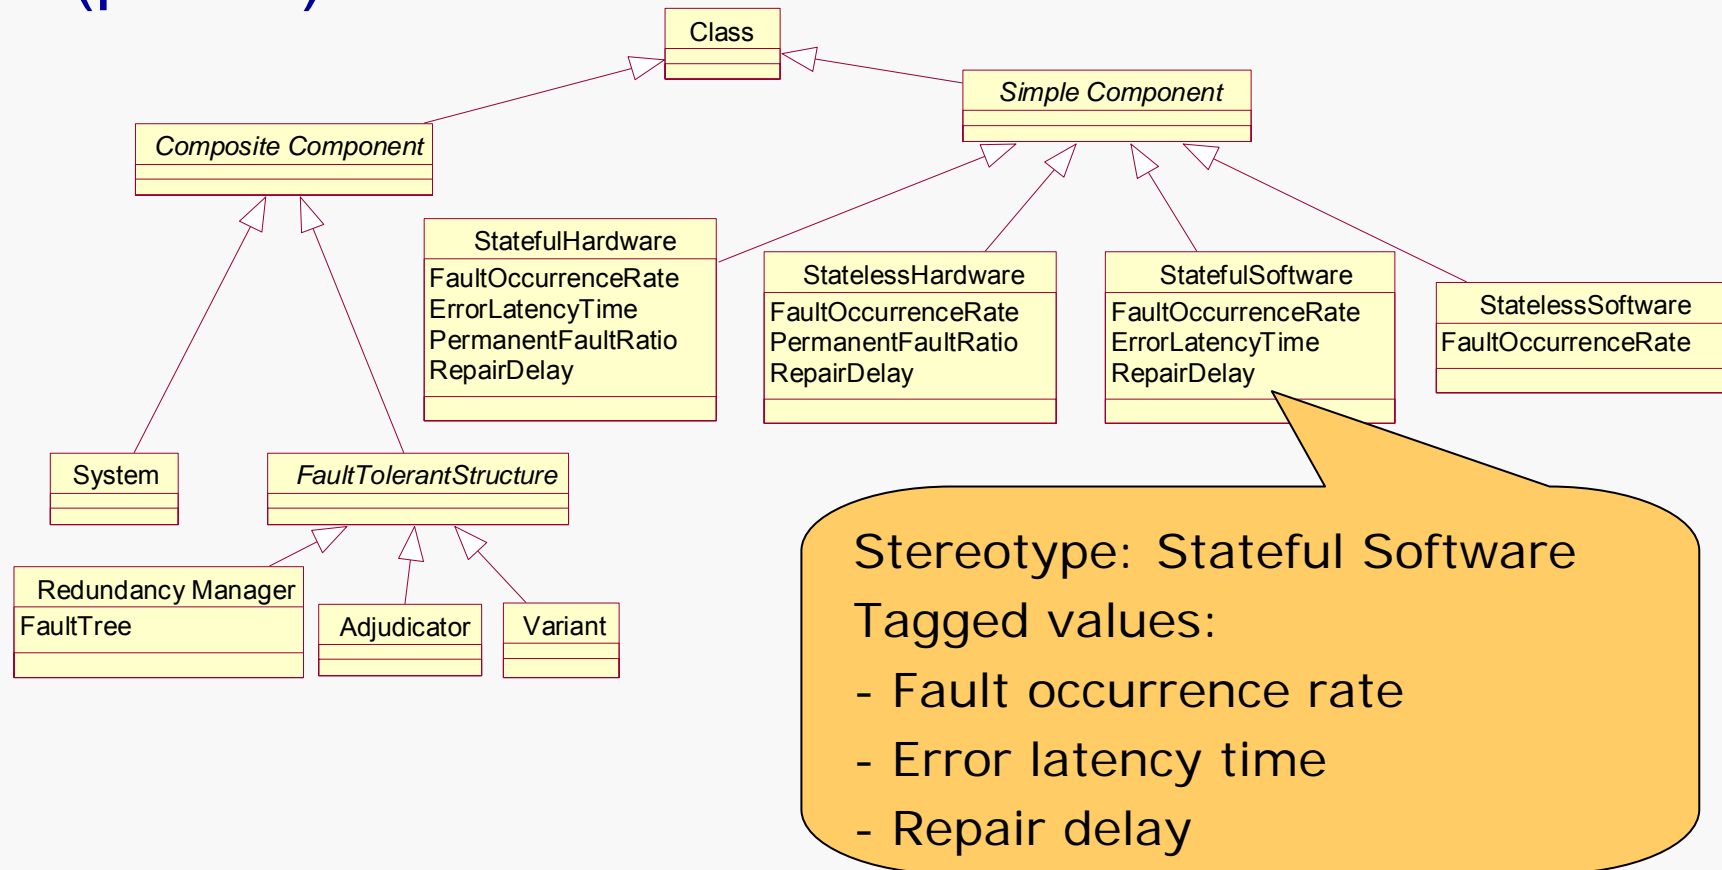 Class
Simple Component
Composite Component
StatefulHardware
FaultOccurrenceRate
ErrorLatencyTime
PermanentFaultRatio
RepairDelay
StatelessHardware
FaultOccurrenceRate
PermanentFaultRatio
RepairDelay
StatefulSoftware
FaultOccurrenceRate
ErrorLatencyTime
RepairDelay
StatelessSoftware
FaultOccurrenceRate
System
FaultTolerantStructure
Redundancy Manager
FaultTree
Adjudicator
Variant
Stereotype: Stateful Software
Tagged values:
- Fault occurrence rate
- Error latency time
- Repair delay